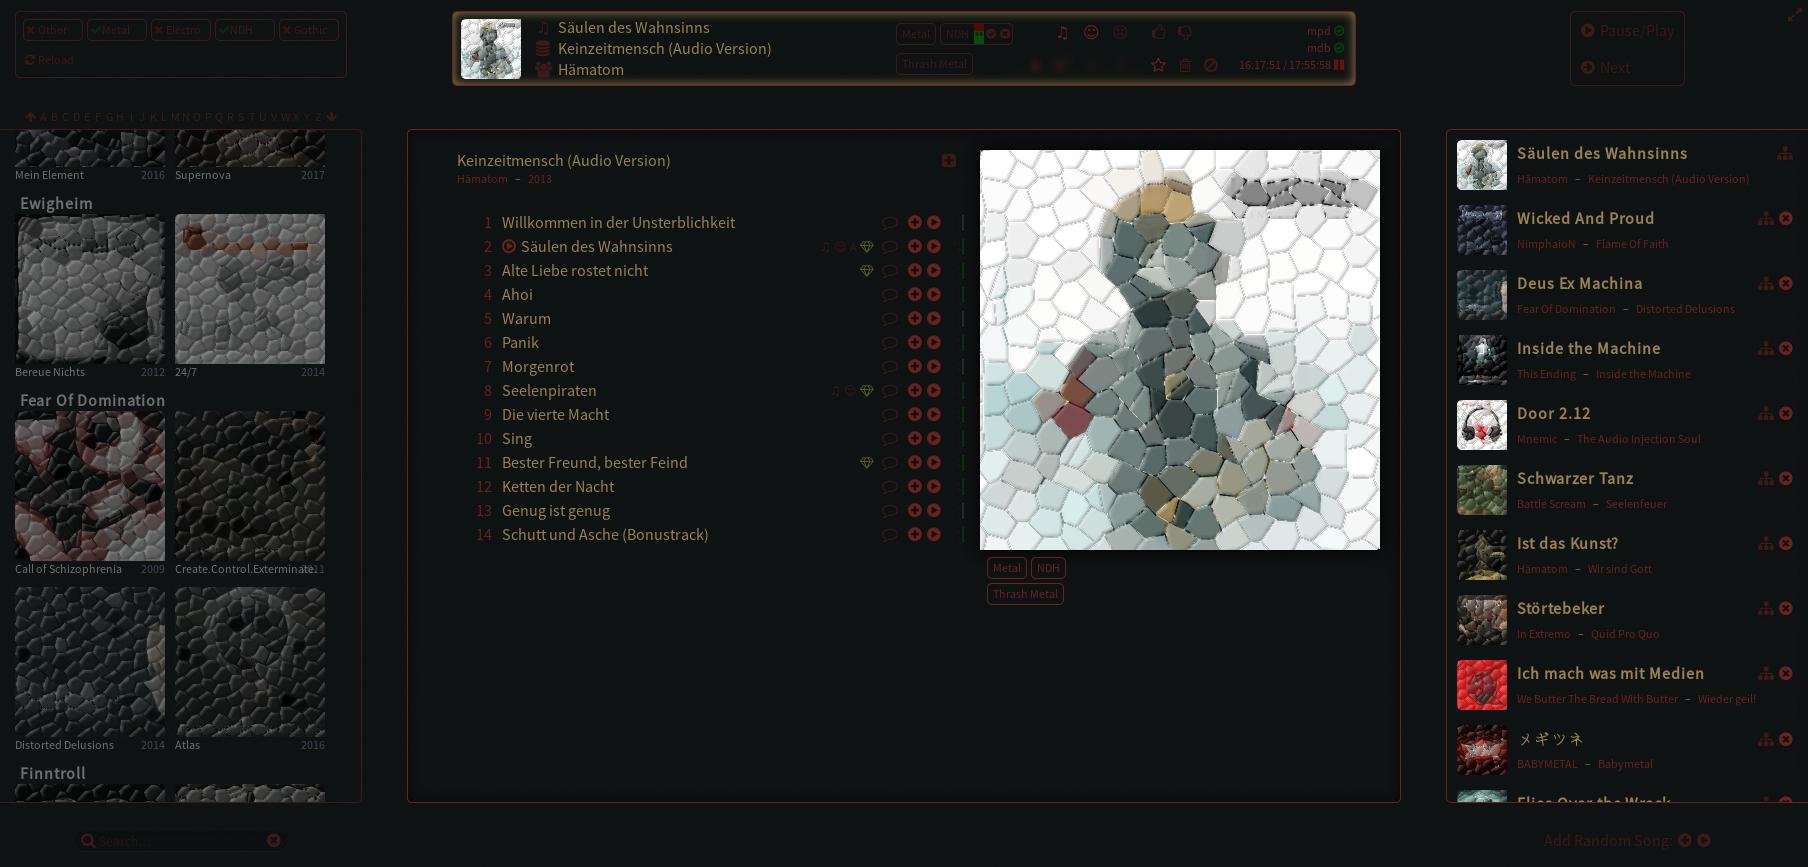 Other Metal Electro NDH Gothic
Reload
Säulen des Wahnsinns
Keinzeitmensch (Audio Version)
Hämatom
Metal NDH
Thrash Metal
mpd
mdb
16:17:51 / 17:55:58
Pause/Play
Next
A B C D E F G H I J K L M N O P Q R S T U V W X Y Z
Mein Element 2016
Supernova 2017
Ewigheim
Bereue Nichts 2012
24/7 2014
Fear Of Domination
Call of Schizophrenia 2009
Create.Control.Exterminate. 2011
Distorted Delusions 2014
Atlas 2016
Finntroll
Search...
Keinzeitmensch (Audio Version)
Hämatom – 2013
1 Willkommen in der Unsterblichkeit
2 Säulen des Wahnsinns
3 Alte Liebe rostet nicht
4 Ahoi
5 Warum
6 Panik
7 Morgenrot
8 Seelenpiraten
9 Die vierte Macht
10 Sing
11 Bester Freund, bester Feind
12 Ketten der Nacht
13 Genug ist genug
14 Schutt und Asche (Bonustrack)
Metal NDH
Thrash Metal
Säulen des Wahnsinns
Hämatom – Keinzeitmensch (Audio Version)
Wicked And Proud
NimphaioN – Flame Of Faith
Deus Ex Machina
Fear Of Domination – Distorted Delusions
Inside the Machine
This Ending – Inside the Machine
Door 2.12
Mnemic – The Audio Injection Soul
Schwarzer Tanz
Battle Scream – Seelenfeuer
Ist das Kunst?
Hämatom – Wir sind Gott
Störtebeker
In Extremo – Quid Pro Quo
Ich mach was mit Medien
We Butter The Bread With Butter – Wieder geil!
メギツネ
BABYMETAL – Babymetal
Flies Over the Wreck
Add Random Song: